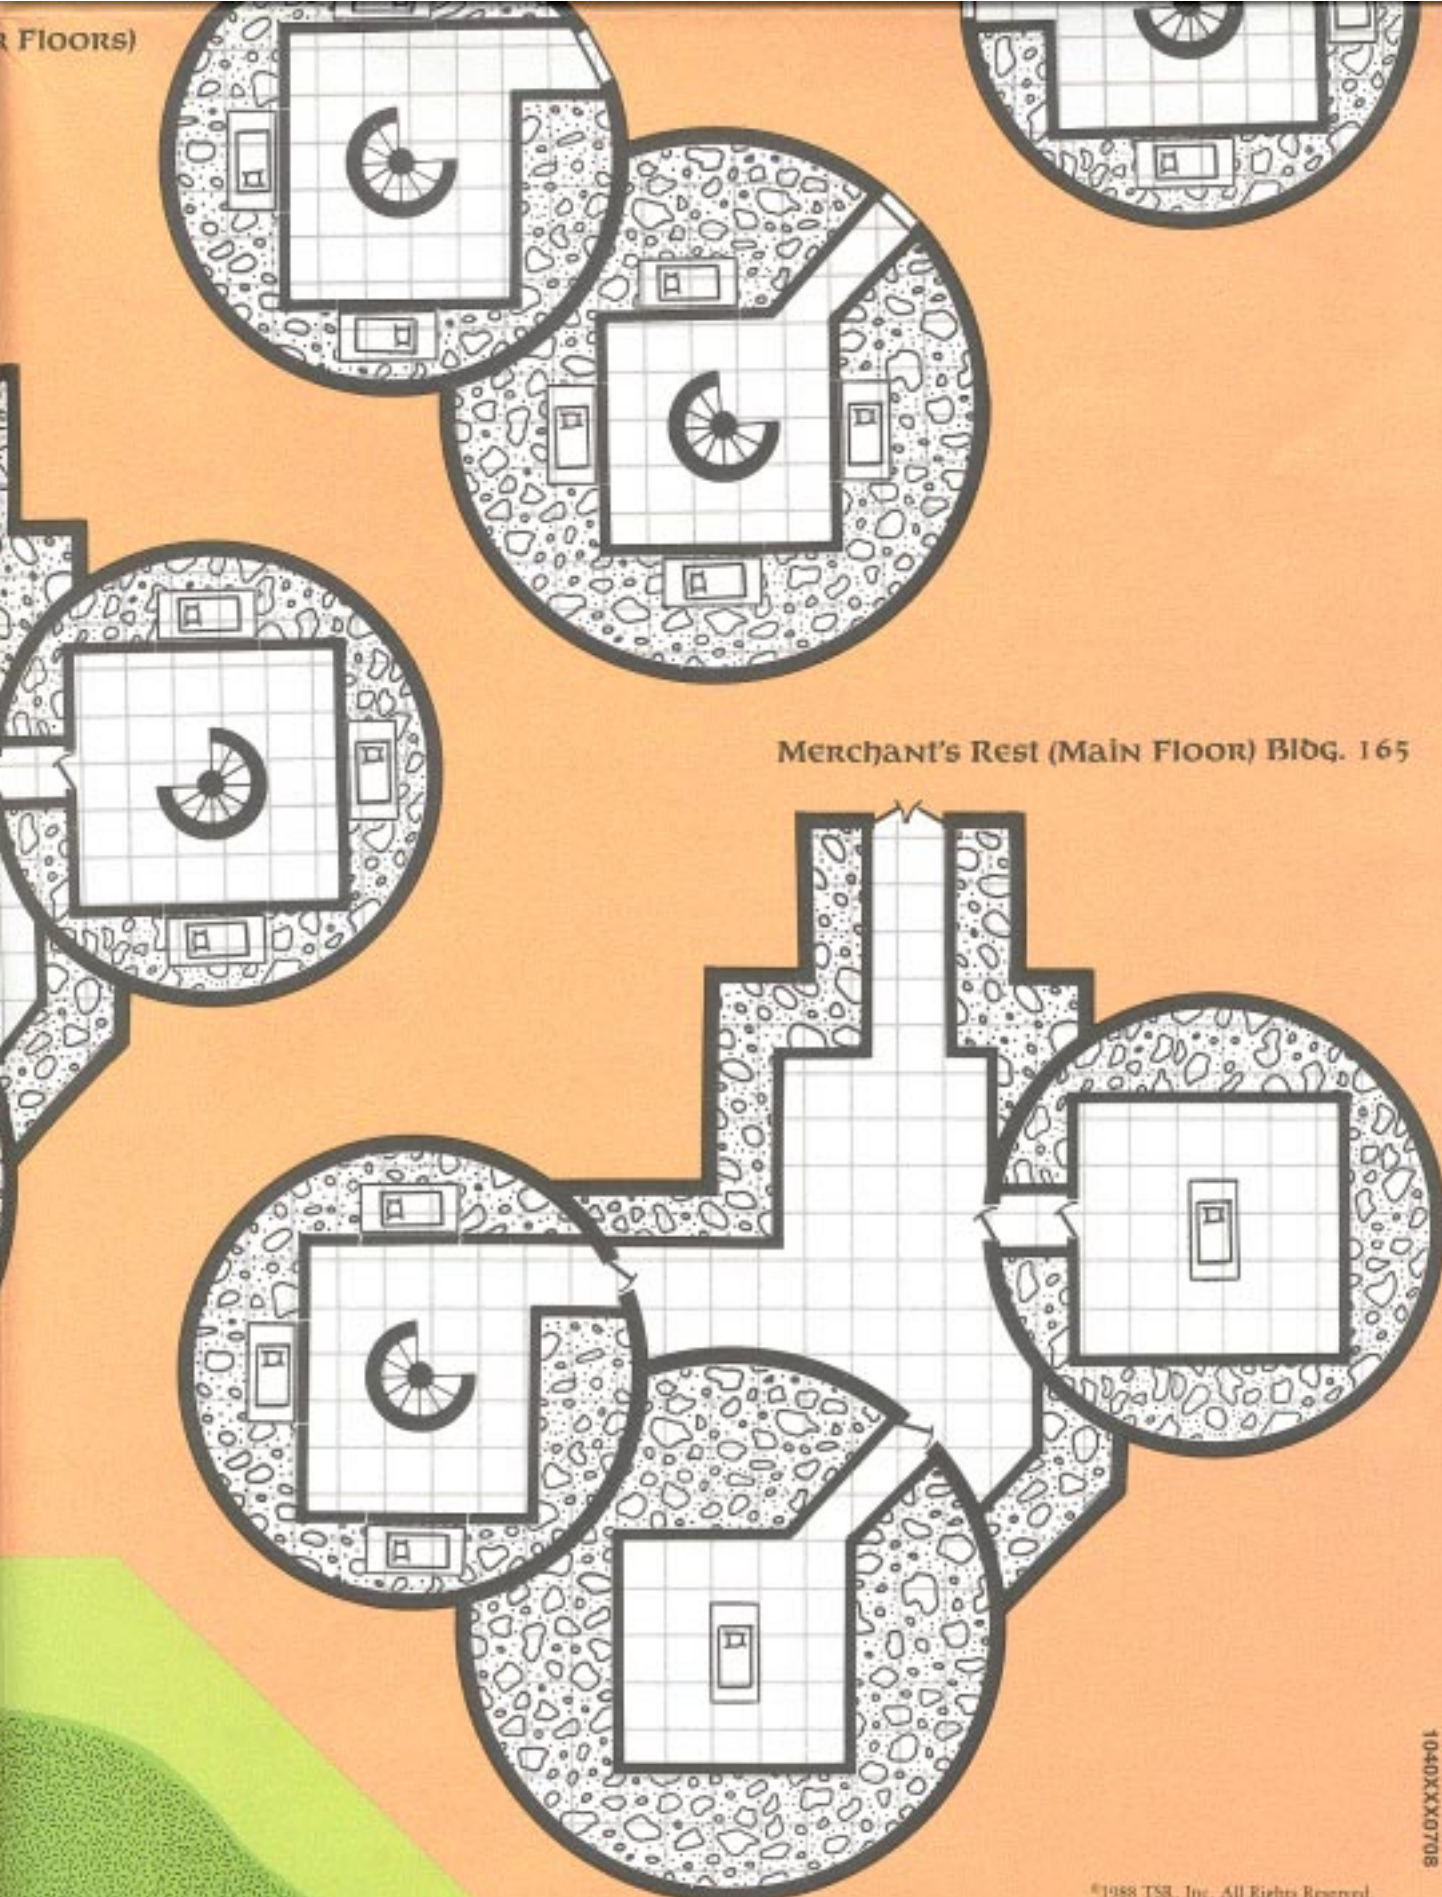 R Floors)
Merchant's Rest (Main Floor) Bldg. 165
1040XXX0708
©1988 TSR, Inc. All Rights Reserved